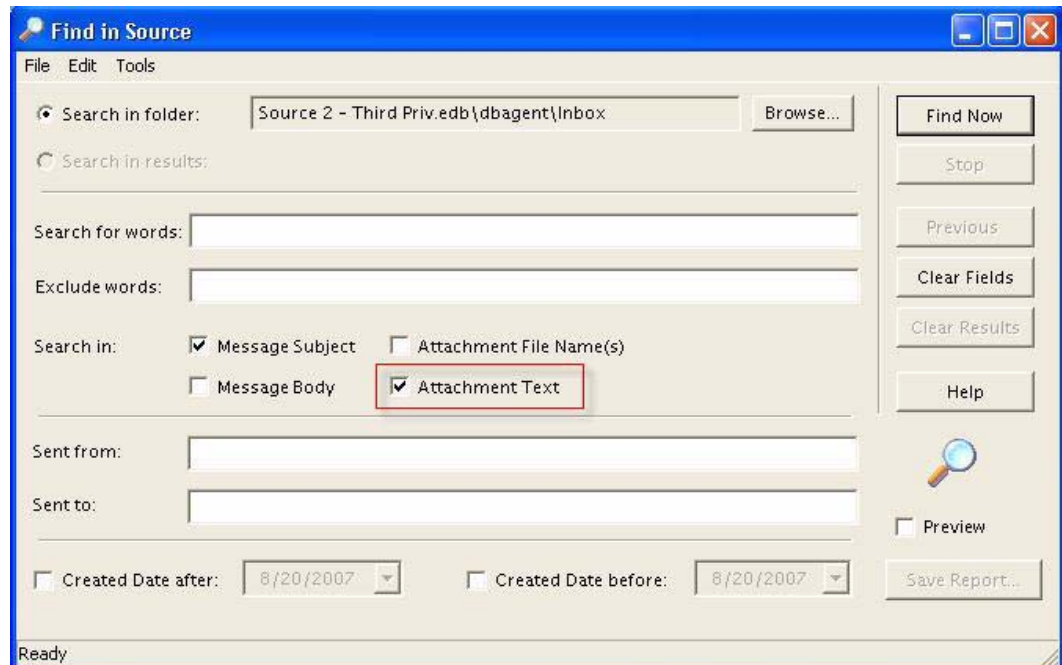 Find in Source
File Edit Tools
Search in folder: Source 2 - Third Priv.edb\dbagent\Inbox Browse...
Find Now
Search in results:
Stop
Search for words:
Previous
Exclude words:
Clear Fields
Clear Results
Search in: Message Subject Attachment File Name(s)
Message Body Attachment Text
Help
Sent from:
Sent to:
Preview
Created Date after: 8/20/2007 Created Date before: 8/20/2007
Save Report...
Ready